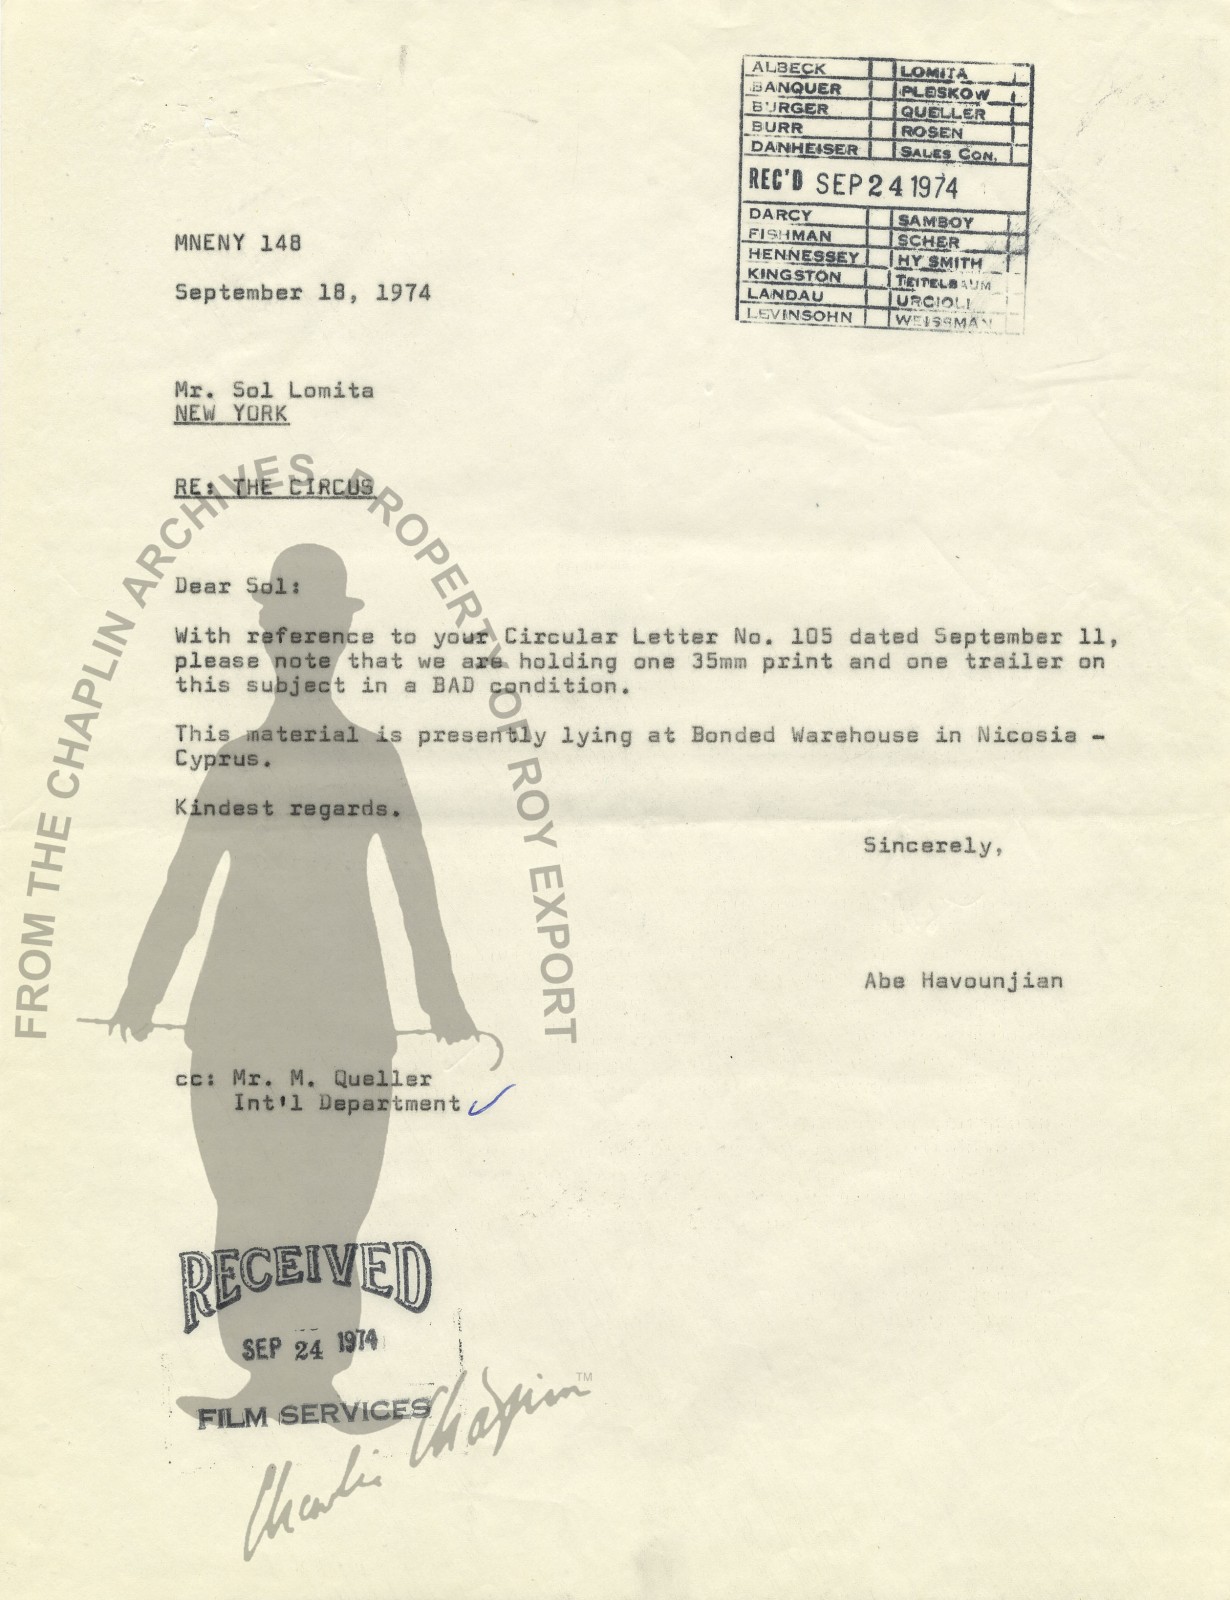 ALBECK LOMITA
BANQUER PLESKOW
BURGER QUELLER
BURR ROSEN
DANHEISER SALES CON.
REC'D SEP 24 1974
DARCY SAMBOY
FISHMAN SCHER
HENNESSEY HY SMITH
KINGSTON TEITELBAUM
LANDAU URCIOLI
LEVINSOHN WEISSMAN
MNENY 148
September 18, 1974
Mr. Sol Lomita
NEW YORK
RE: THE CIRCUS
Dear Sol:
With reference to your Circular Letter No. 105 dated September 11,
please note that we are holding one 35mm print and one trailer on
this subject in a BAD condition.
This material is presently lying at Bonded Warehouse in Nicosia -
Cyprus.
Kindest regards.
Sincerely,
Abe Havounjian
cc: Mr. M. Queller
Int'l Department
RECEIVED
SEP 24 1974
FILM SERVICES
FROM THE CHAPLIN ARCHIVES PROPERTY OF ROY EXPORT
Charlie Chaplin TM